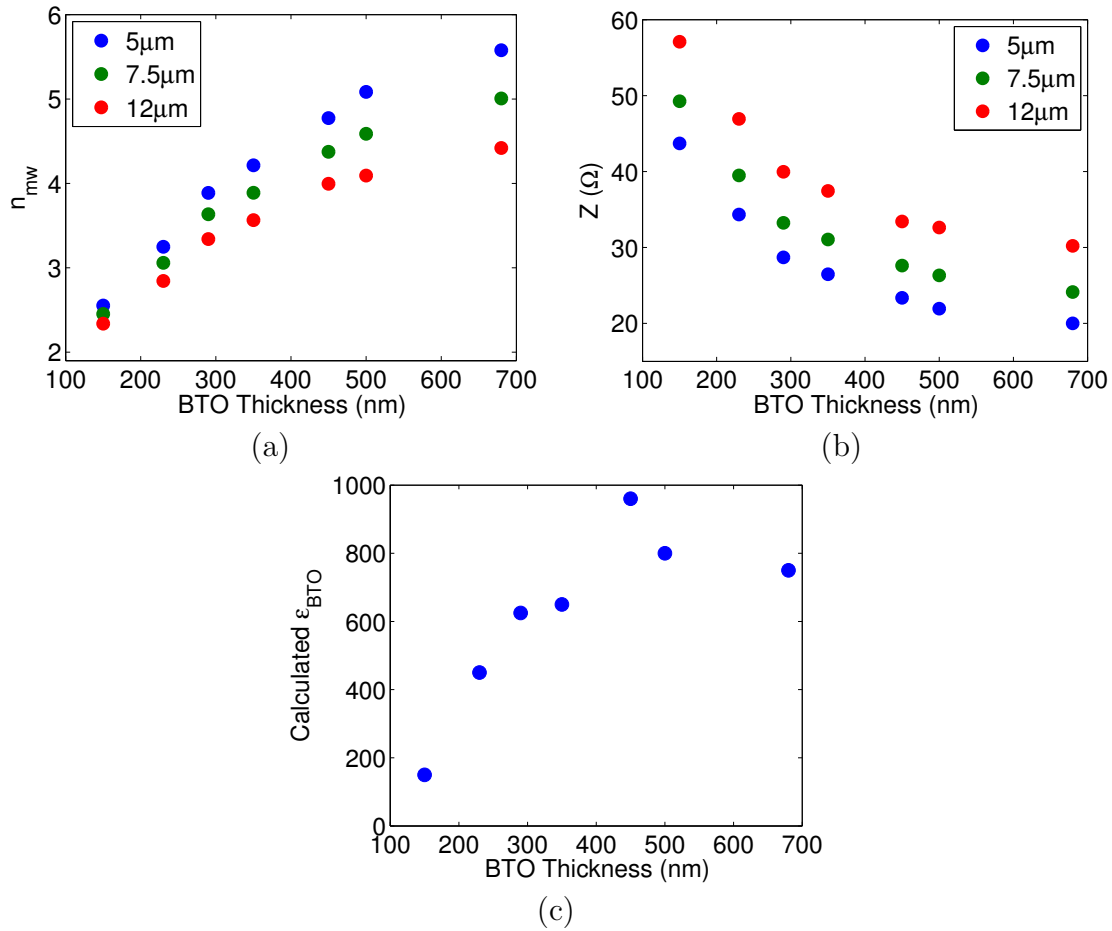 6
5
4
3
2
n_mw
5μm
7.5μm
12μm
100 200 300 400 500 600 700
BTO Thickness (nm)
(a)
60
50
40
30
20
Z (Ω)
5μm
7.5μm
12μm
100 200 300 400 500 600 700
BTO Thickness (nm)
(b)
1000
800
600
400
200
0
Calculated ε_BTO
100 200 300 400 500 600 700
BTO Thickness (nm)
(c)